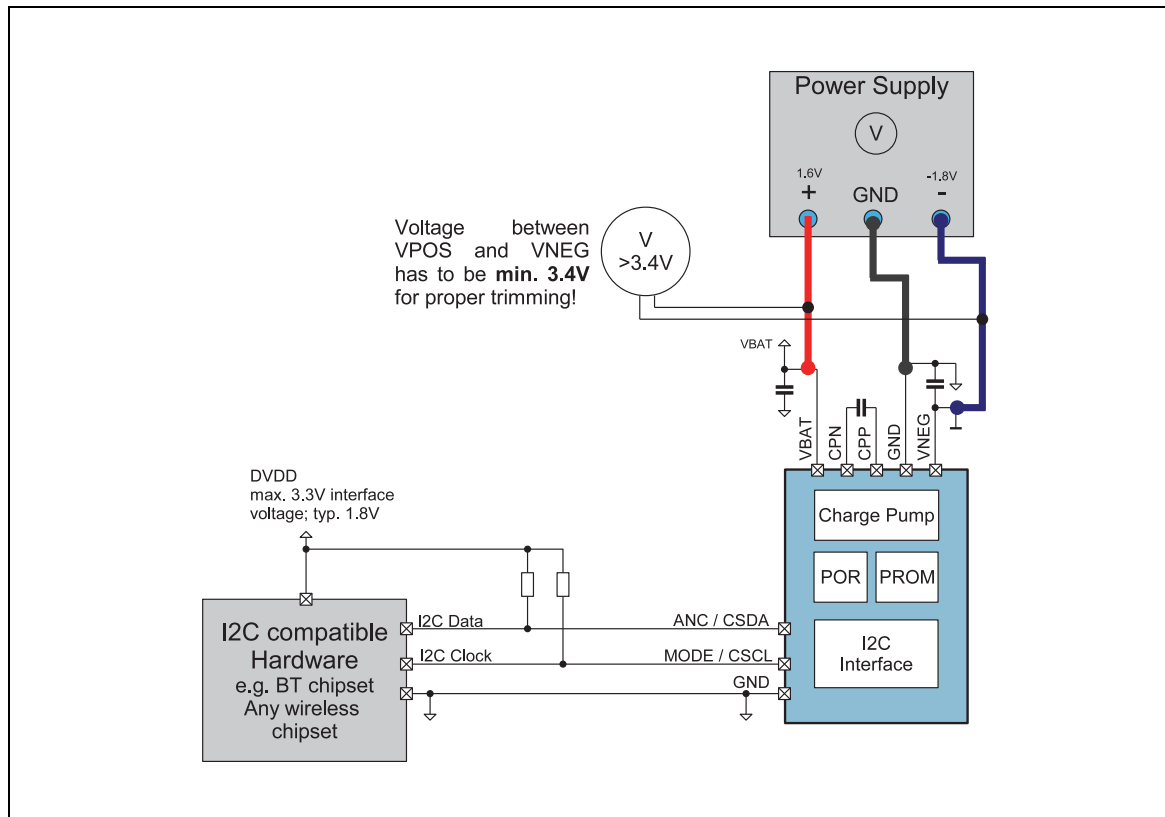 Power Supply
V
1.6V
-1.8V
+
GND
-
Voltage between
VPOS and VNEG
has to be min. 3.4V
for proper trimming!
V
>3.4V
VBAT
VBAT
CPN
CPP
GND
VNEG
DVDD
max. 3.3V interface
voltage; typ. 1.8V
Charge Pump
POR
PROM
I2C
Interface
I2C compatible
Hardware
e.g. BT chipset
Any wireless
chipset
I2C Data
ANC / CSDA
I2C Clock
MODE / CSCL
GND